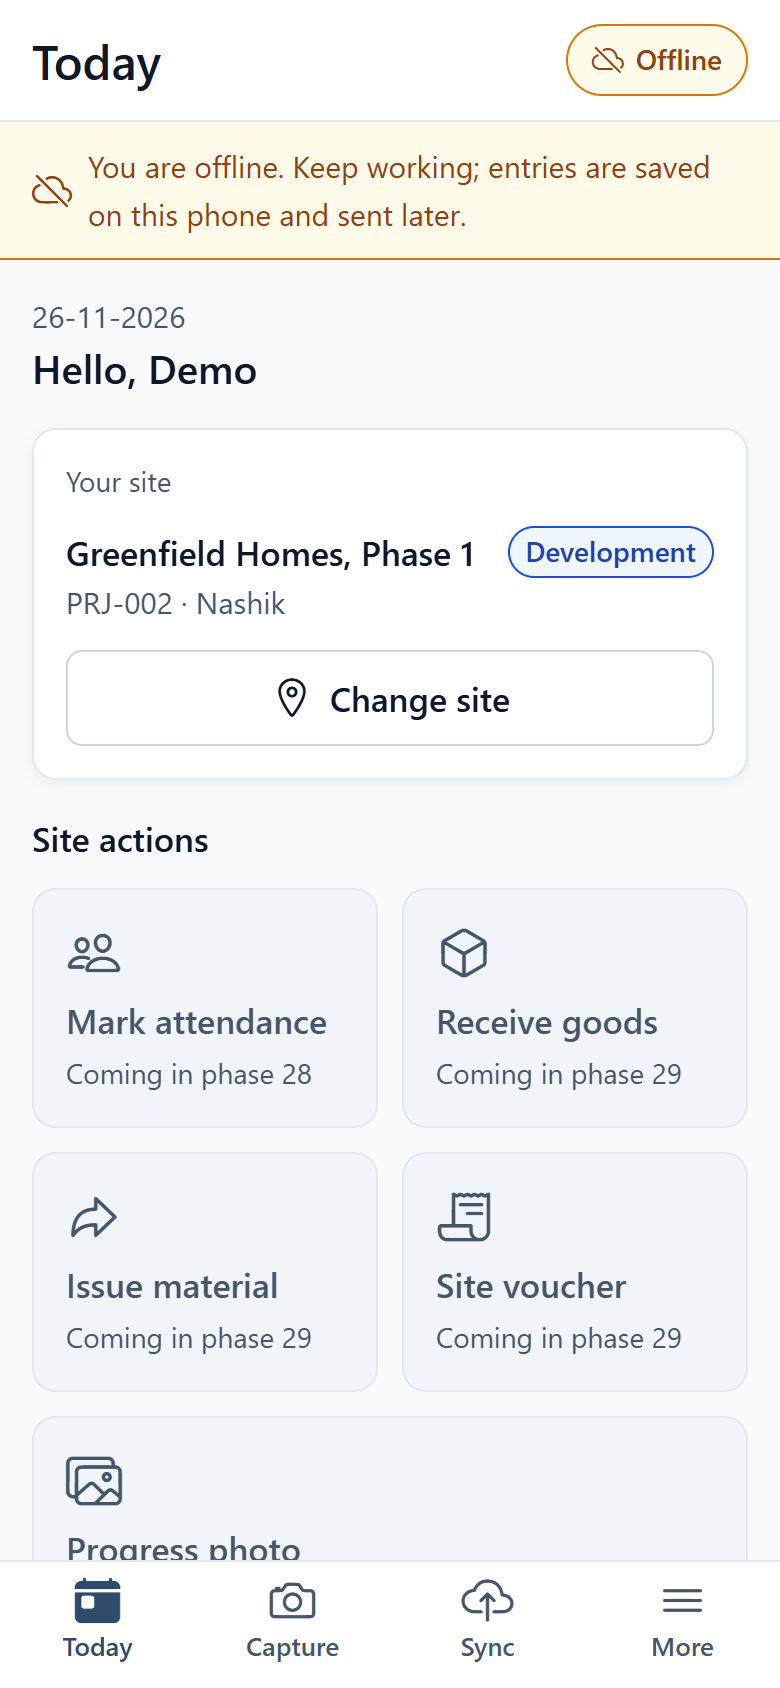 Today
Offline
You are offline. Keep working; entries are saved
on this phone and sent later.
26-11-2026
Hello, Demo
Your site
Greenfield Homes, Phase 1
Development
PRJ-002 · Nashik
Change site
Site actions
Mark attendance
Coming in phase 28
Receive goods
Coming in phase 29
Issue material
Coming in phase 29
Site voucher
Coming in phase 29
Progress photo
Today
Capture
Sync
More